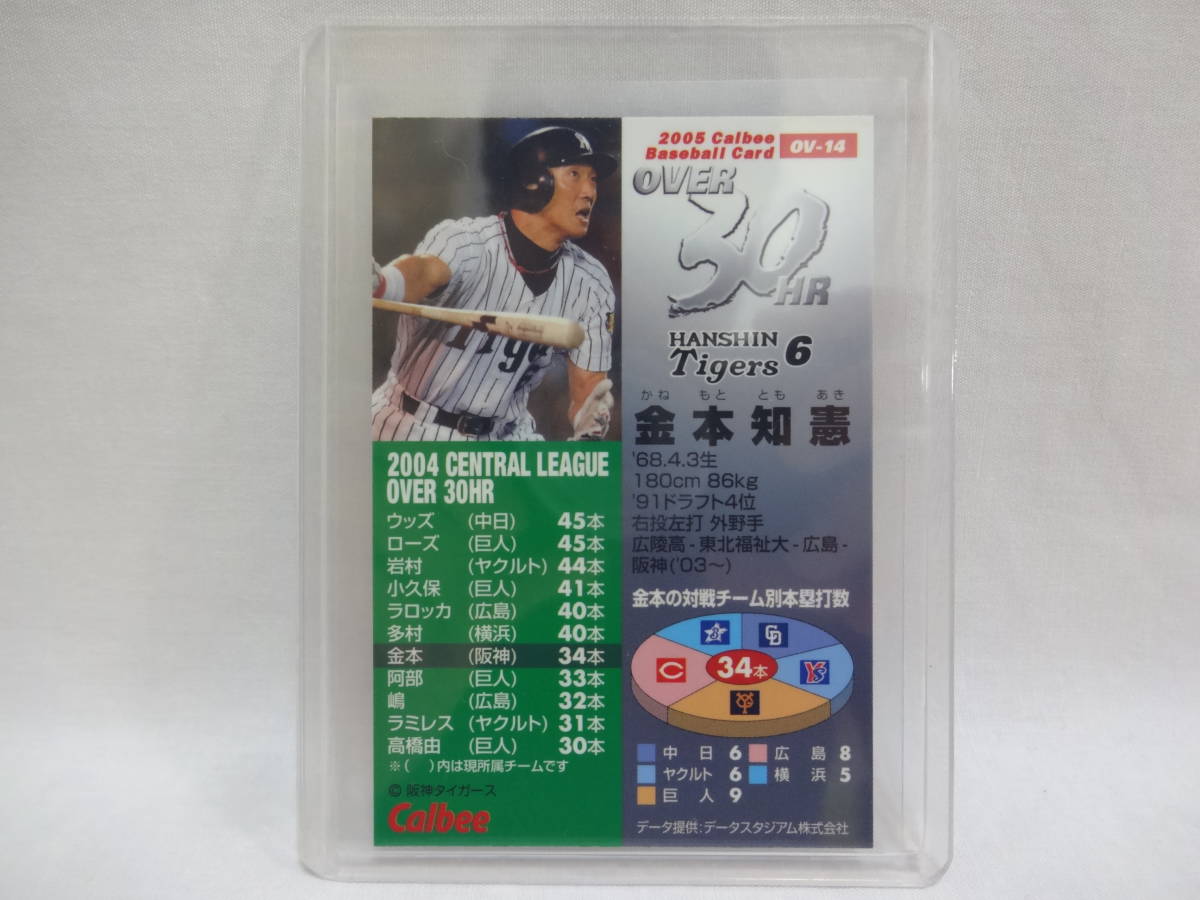 2005 Calbee
Baseball Card
OV-14
OVER
30
HR
HANSHIN
Tigers 6
かね もと とも あき
金本知憲
'68.4.3生
180cm 86kg
'91ドラフト4位
右投左打 外野手
広陵高-東北福祉大-広島-
阪神('03〜)
金本の対戦チーム別本塁打数
34本
中日 6 広島 8
ヤクルト 6 横浜 5
巨人 9
データ提供:データスタジアム株式会社
Tige
2004 CENTRAL LEAGUE
OVER 30HR
ウッズ (中日) 45本
ローズ (巨人) 45本
岩村 (ヤクルト) 44本
小久保 (巨人) 41本
ラロッカ (広島) 40本
多村 (横浜) 40本
金本 (阪神) 34本
阿部 (巨人) 33本
嶋 (広島) 32本
ラミレス (ヤクルト) 31本
高橋由 (巨人) 30本
※( )内は現所属チームです
© 阪神タイガース
Calbee